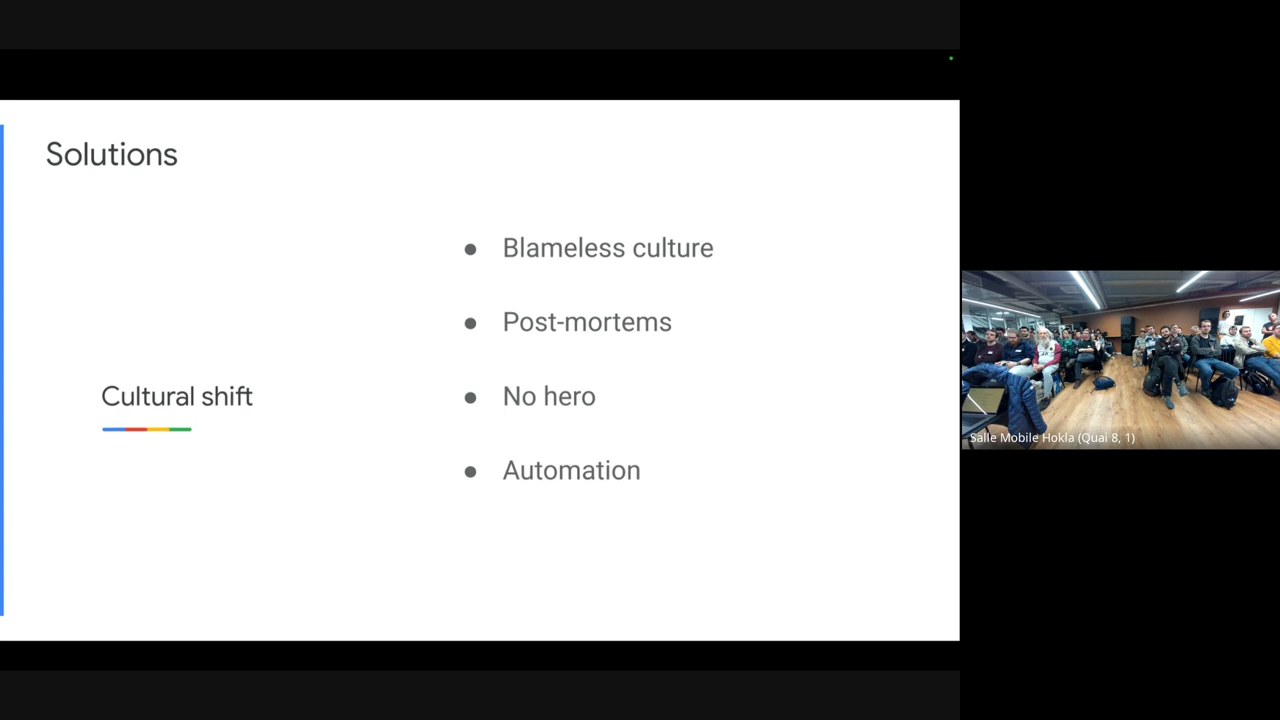 Solutions
Cultural shift
Blameless culture
Post-mortems
No hero
Automation
Salle Mobile Hokla (Quai 8, 1)